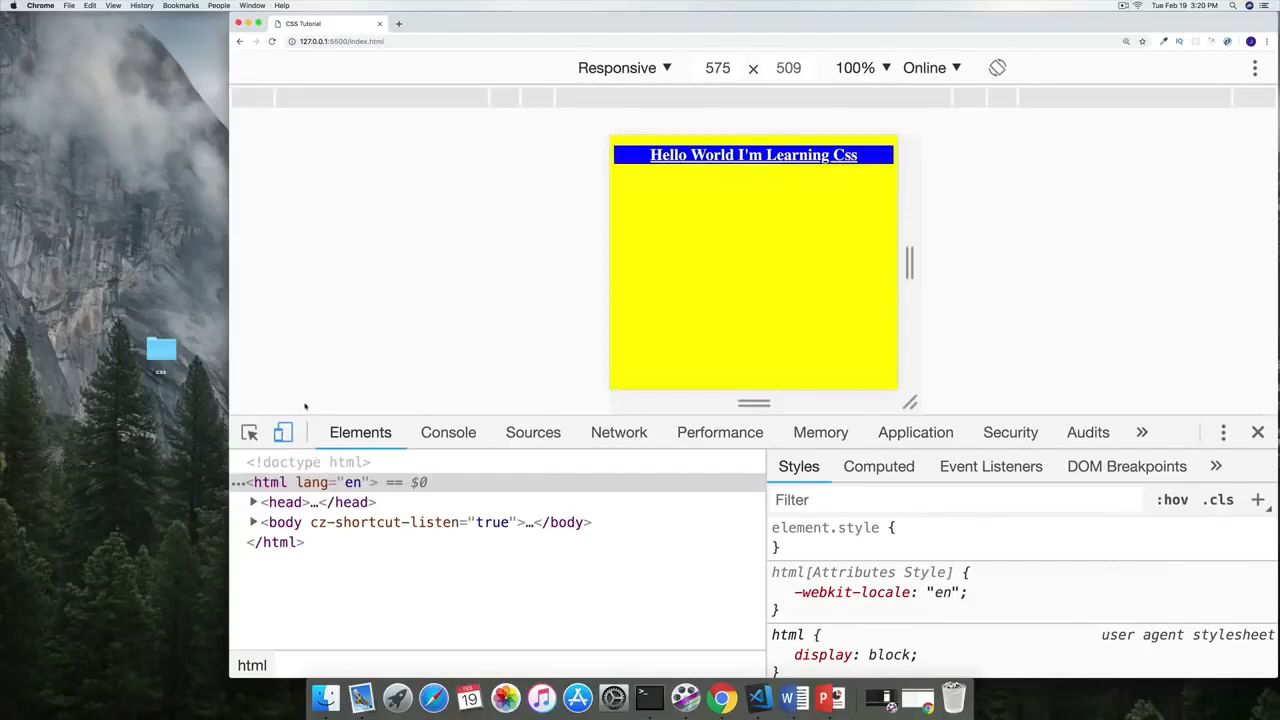 Chrome File Edit View History Bookmarks People Window Help
Tue Feb 19 3:20 PM
CSS Tutorial
127.0.0.1:5500/index.html
Responsive ▼ 575 × 509 100% ▼ Online ▼
Hello World I'm Learning Css
css
Elements Console Sources Network Performance Memory Application Security Audits »
<!doctype html>
…<html lang="en"> == $0
<head>…</head>
<body cz-shortcut-listen="true">…</body>
</html>
html
Styles Computed Event Listeners DOM Breakpoints »
Filter :hov .cls +
element.style {
}
html[Attributes Style] {
-webkit-locale: "en";
}
html { user agent stylesheet
display: block;
}
FEB
19